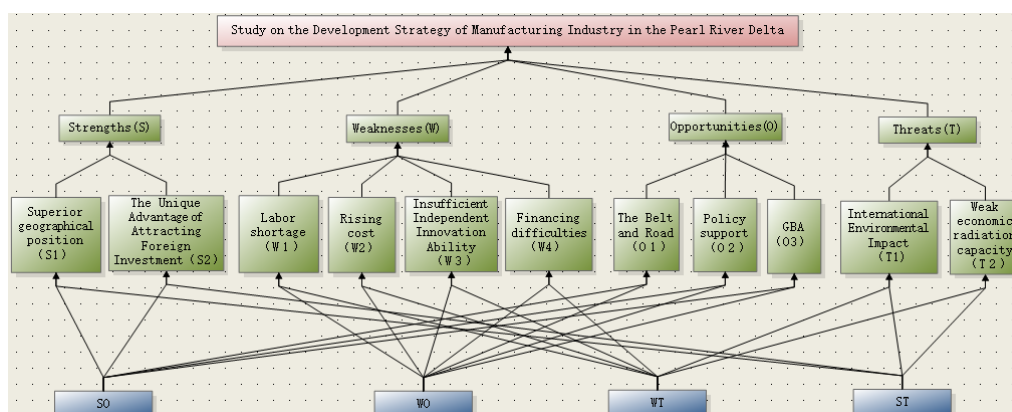 Study on the Development Strategy of Manufacturing Industry in the Pearl River Delta
Strengths(S)
Weaknesses(W)
Opportunities(O)
Threats(T)
Superior
geographical
position
(S1)
The Unique
Advantage of
Attracting
Foreign
Investment(S2)
Labor
shortage
(W1)
Rising
cost
(W2)
Insufficient
Independent
Innovation
Ability
(W3)
Financing
difficulties
(W4)
The Belt
and Road
(O1)
Policy
support
(O2)
GBA
(O3)
International
Environmental
Impact
(T1)
Weak
economic
radiation
capacity
(T2)
SO
WO
WT
ST